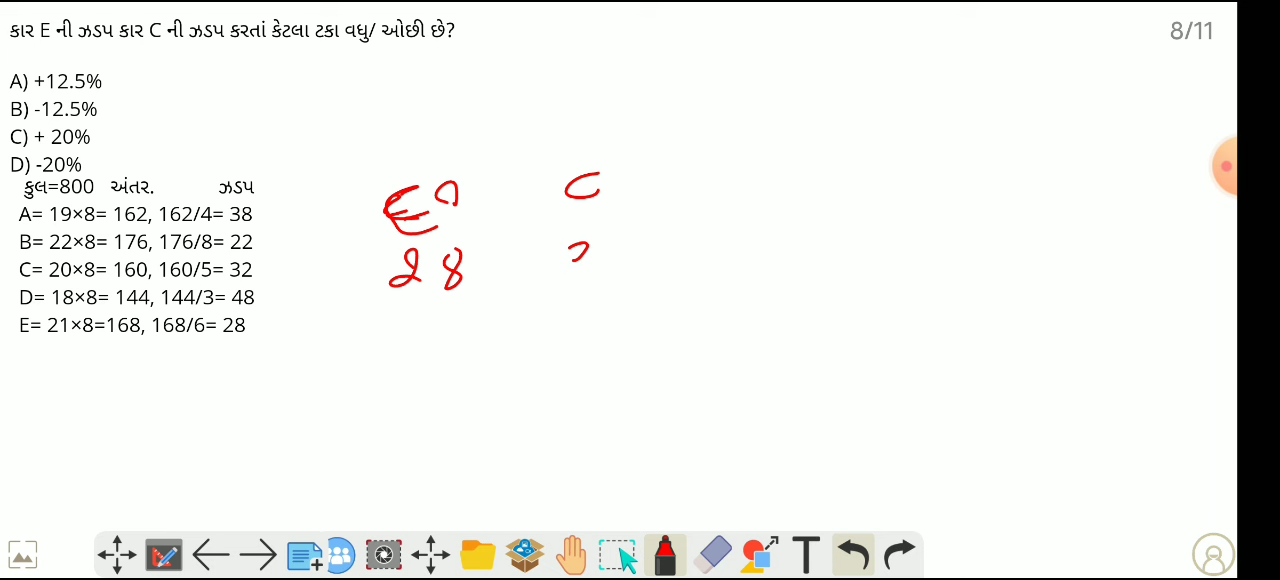 કાર E ની ઝડપ કાર C ની ઝડપ કરતાં કેટલા ટકા વધુ/ ઓછી છે?
8/11
A) +12.5%
B) -12.5%
C) + 20%
D) -20%
કુલ=800 અંતર. ઝડપ
A= 19×8= 162, 162/4= 38
B= 22×8= 176, 176/8= 22
C= 20×8= 160, 160/5= 32
D= 18×8= 144, 144/3= 48
E= 21×8=168, 168/6= 28
E C
28